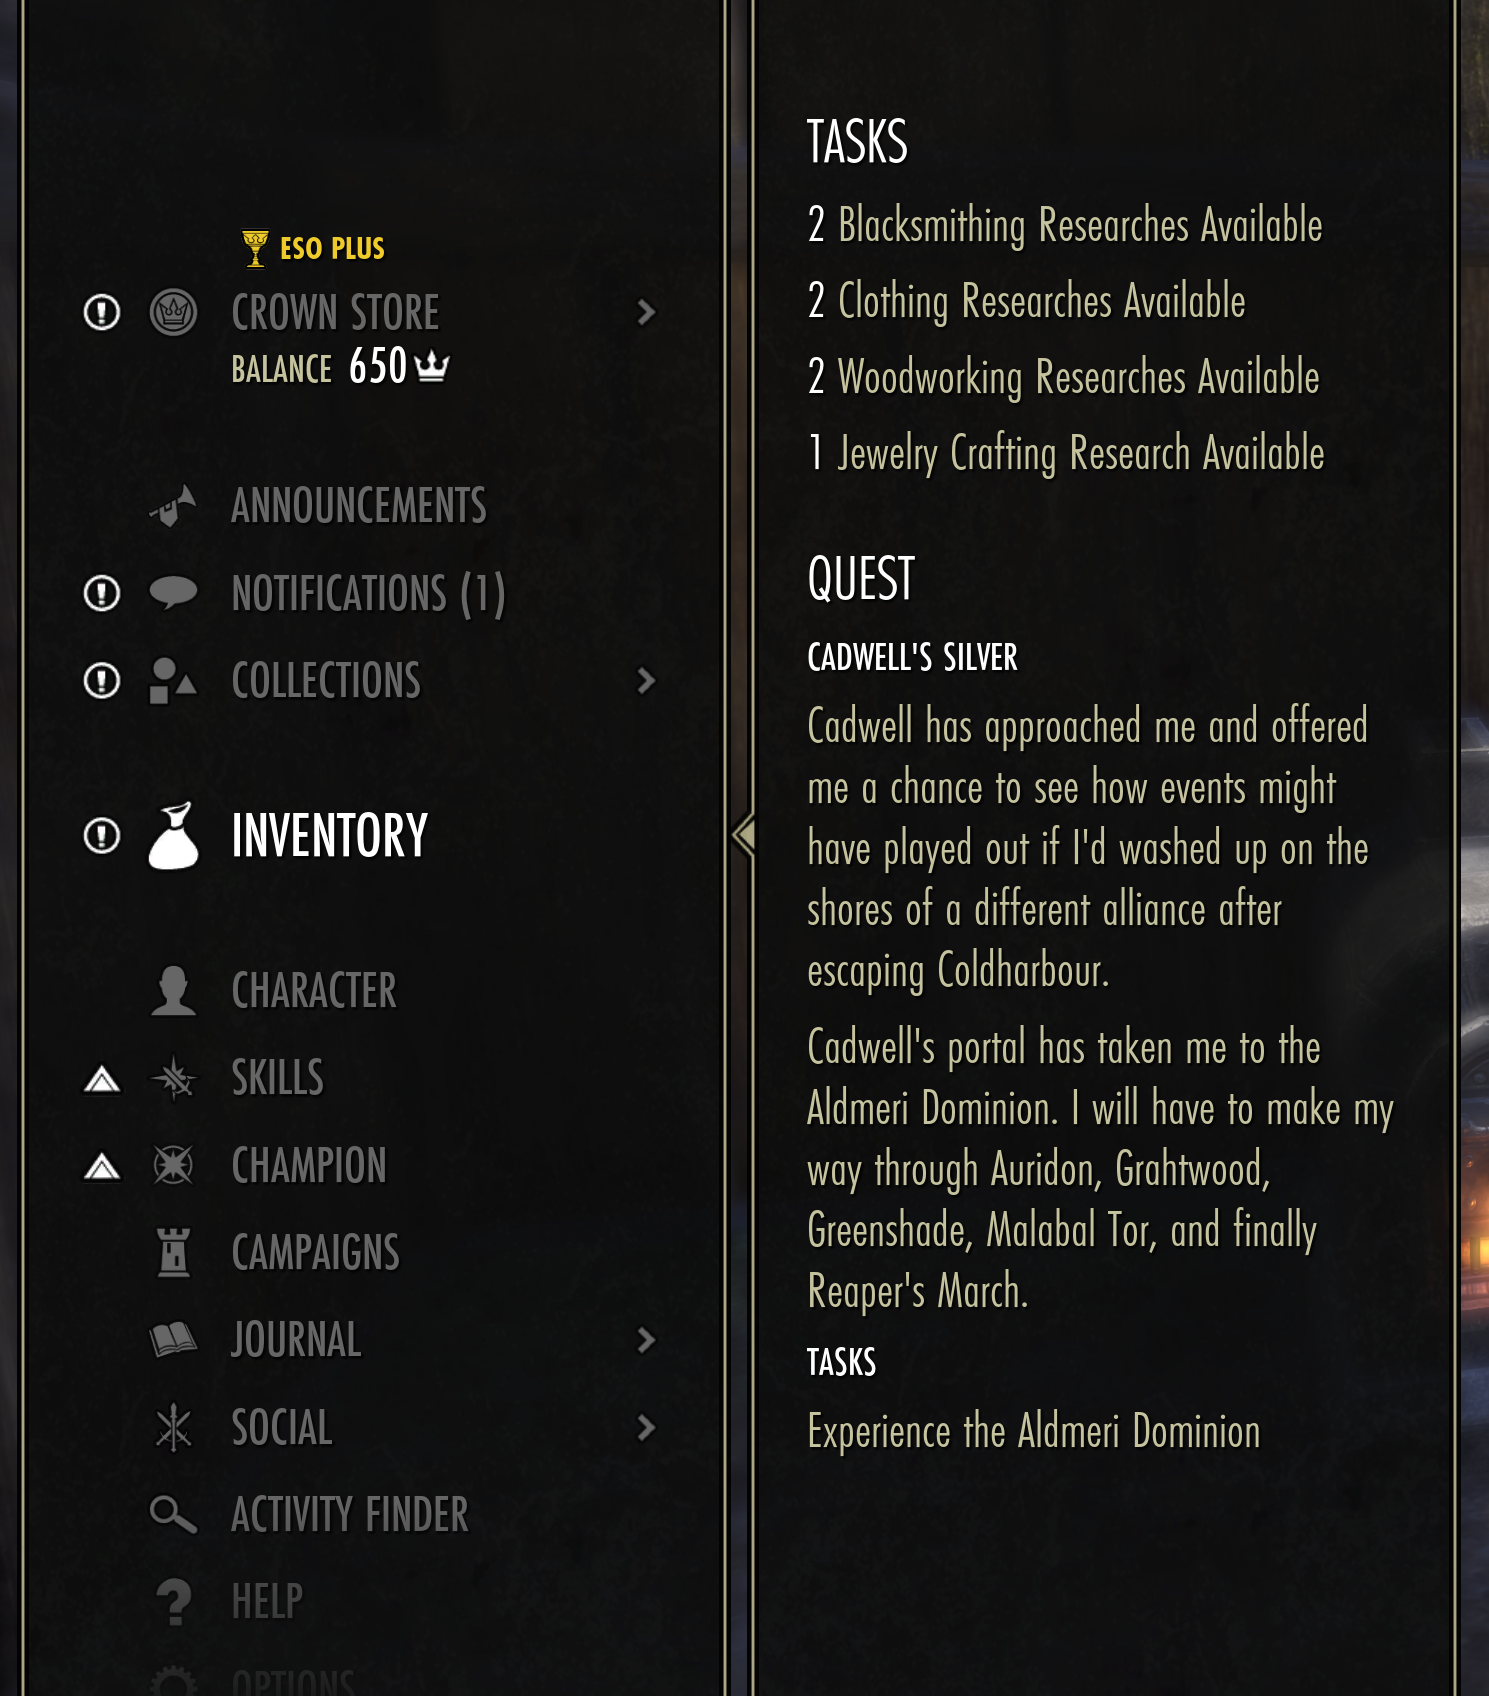 ESO PLUS
CROWN STORE
BALANCE 650
ANNOUNCEMENTS
NOTIFICATIONS (1)
COLLECTIONS
INVENTORY
CHARACTER
SKILLS
CHAMPION
CAMPAIGNS
JOURNAL
SOCIAL
ACTIVITY FINDER
HELP
OPTIONS
TASKS
2 Blacksmithing Researches Available
2 Clothing Researches Available
2 Woodworking Researches Available
1 Jewelry Crafting Research Available
QUEST
CADWELL'S SILVER
Cadwell has approached me and offered
me a chance to see how events might
have played out if I'd washed up on the
shores of a different alliance after
escaping Coldharbour.
Cadwell's portal has taken me to the
Aldmeri Dominion. I will have to make my
way through Auridon, Grahtwood,
Greenshade, Malabal Tor, and finally
Reaper's March.
TASKS
Experience the Aldmeri Dominion